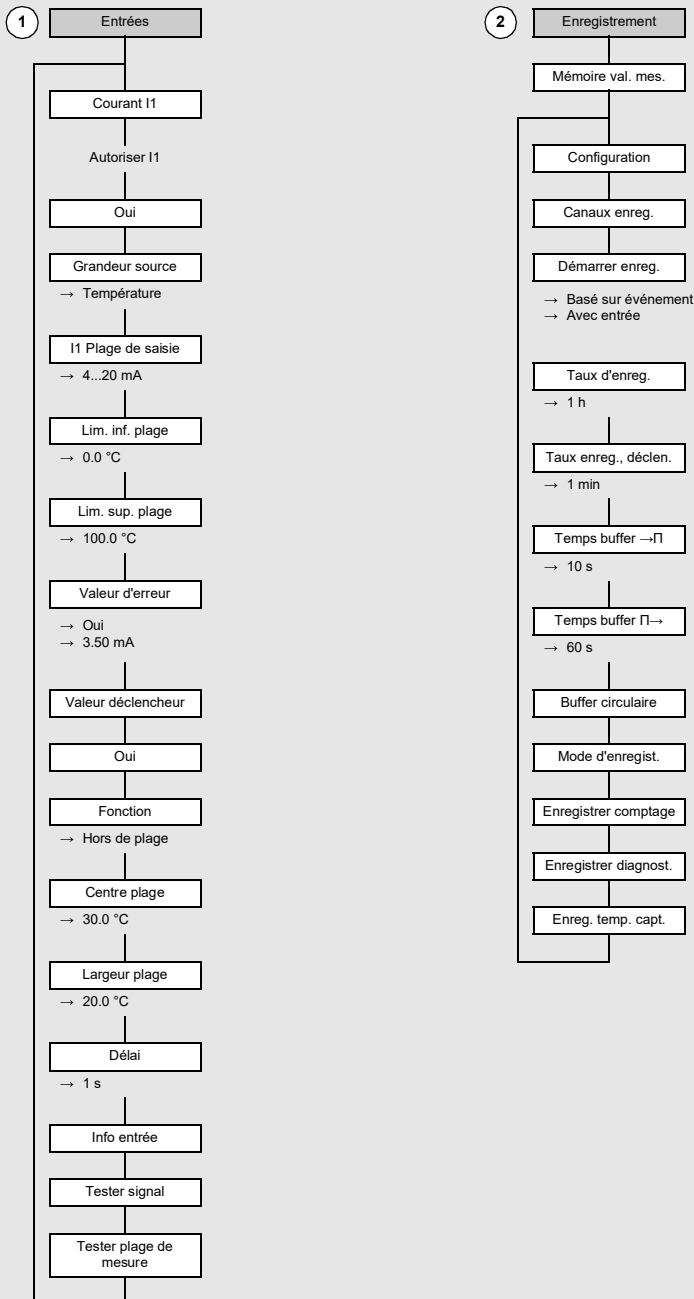 1
Entrées
Courant I1
Autoriser I1
Oui
Grandeur source
→ Température
I1 Plage de saisie
→ 4...20 mA
Lim. inf. plage
→ 0.0 °C
Lim. sup. plage
→ 100.0 °C
Valeur d'erreur
→ Oui
→ 3.50 mA
Valeur déclencheur
Oui
Fonction
→ Hors de plage
Centre plage
→ 30.0 °C
Largeur plage
→ 20.0 °C
Délai
→ 1 s
Info entrée
Tester signal
Tester plage de
mesure
2
Enregistrement
Mémoire val. mes.
Configuration
Canaux enreg.
Démarrer enreg.
→ Basé sur événement
→ Avec entrée
Taux d'enreg.
→ 1 h
Taux enreg., déclen.
→ 1 min
Temps buffer →Π
→ 10 s
Temps buffer Π→
→ 60 s
Buffer circulaire
Mode d'enregist.
Enregistrer comptage
Enregistrer diagnost.
Enreg. temp. capt.